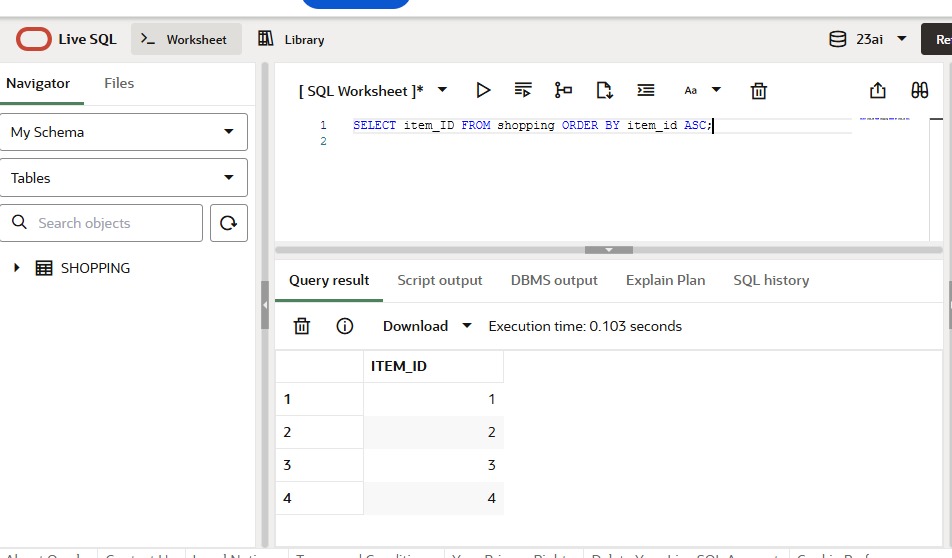 Live SQL
Worksheet
Library
23ai
Re
Navigator
Files
My Schema
Tables
Search objects
SHOPPING
[ SQL Worksheet ]*
Aa
1 SELECT item_ID FROM shopping ORDER BY item_id ASC;
2
Query result
Script output
DBMS output
Explain Plan
SQL history
Download
Execution time: 0.103 seconds
ITEM_ID
1 1
2 2
3 3
4 4